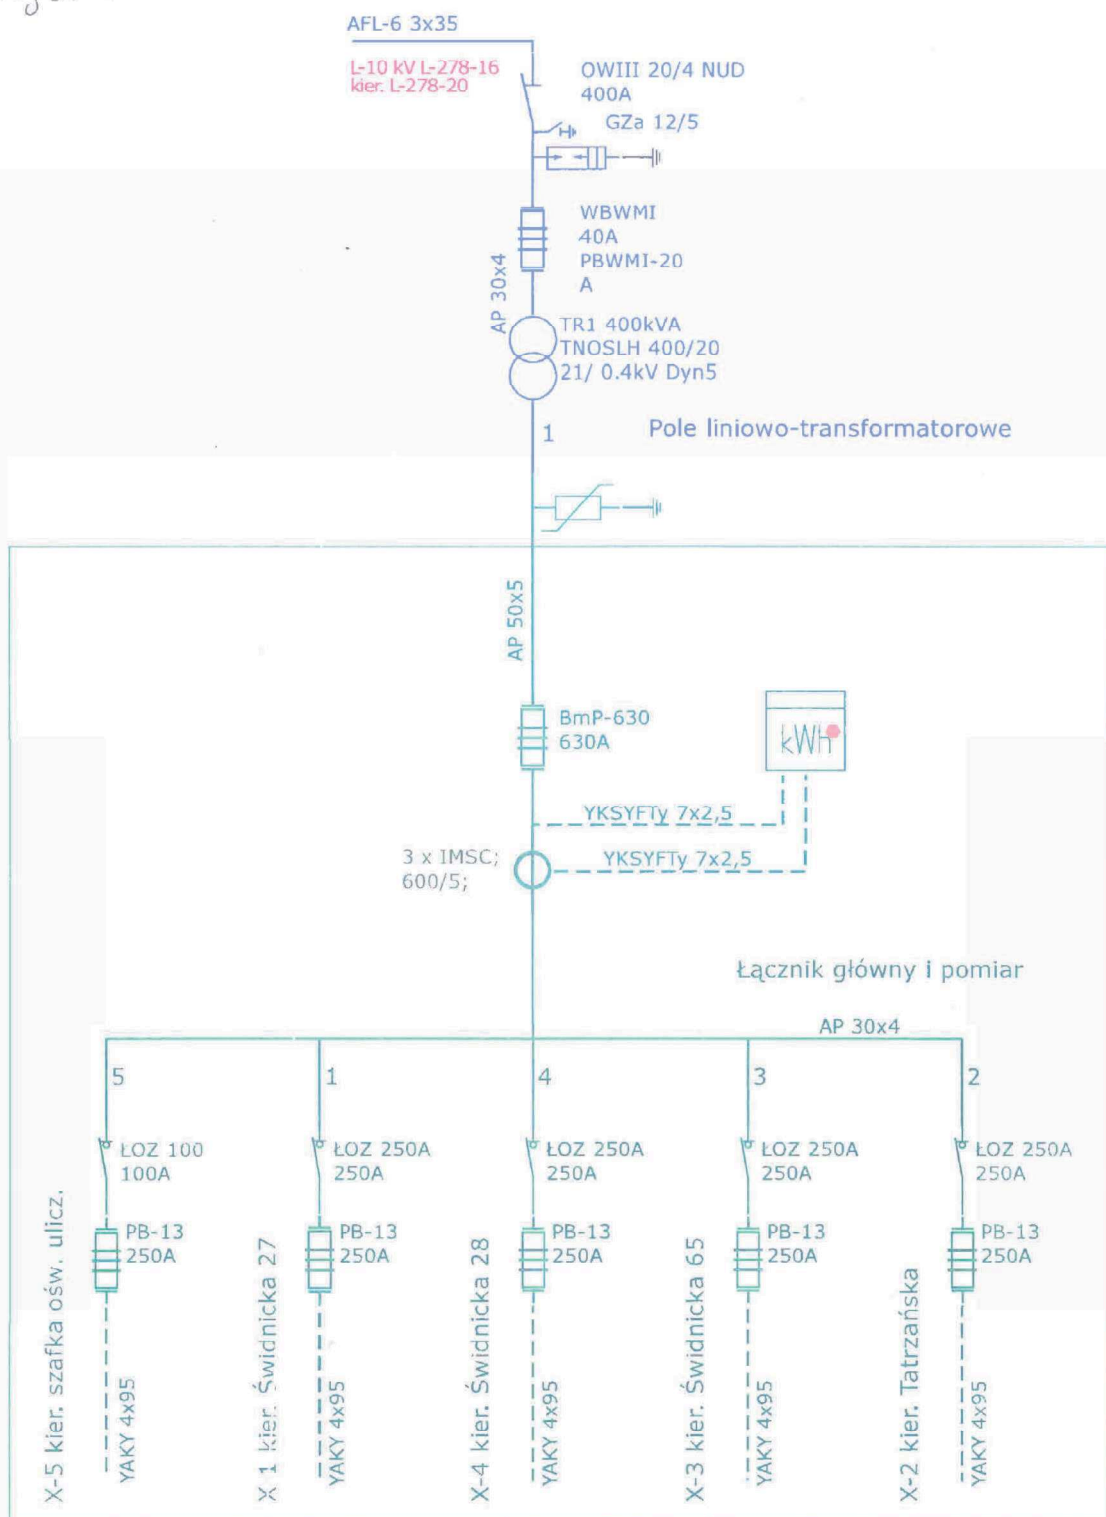 AFL-6 3x35
L-10 kV L-278-16
kier. L-278-20
OWIII 20/4 NUD
400A
GZa 12/5
WBWMI
40A
PBWMI-20
A
AP 30x4
TR1 400kVA
TNOSLH 400/20
21/ 0.4kV Dyn5
1
Pole liniowo-transformatorowe
AP 50x5
BmP-630
630A
kWh
YKSYFTy 7x2,5
YKSYFTy 7x2,5
3 x IMSC;
600/5;
Łącznik główny i pomiar
AP 30x4
5
1
4
3
2
ŁOZ 100
100A
ŁOZ 250A
250A
ŁOZ 250A
250A
ŁOZ 250A
250A
ŁOZ 250A
250A
PB-13
250A
PB-13
250A
PB-13
250A
PB-13
250A
PB-13
250A
X-5 kier. szafka ośw. ulicz.
YAKY 4x95
X 1 kier. Świdnicka 27
YAKY 4x95
X-4 kier. Świdnicka 28
YAKY 4x95
X-3 kier. Świdnicka 65
YAKY 4x95
X-2 kier. Tatrzańska
YAKY 4x95